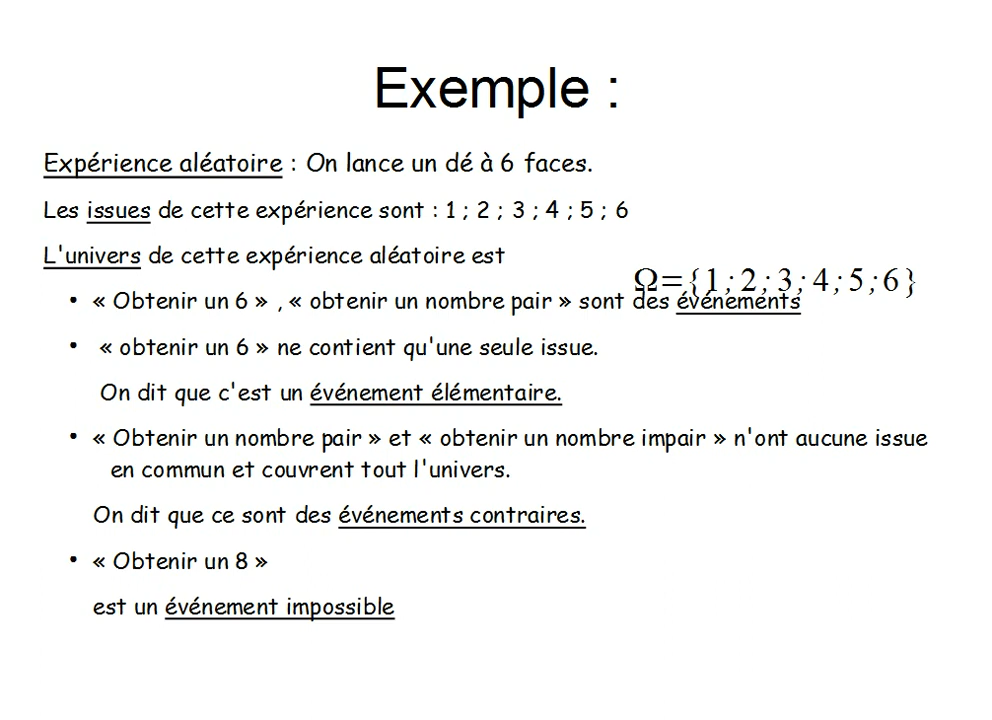 Exemple :
Expérience aléatoire : On lance un dé à 6 faces.
Les issues de cette expérience sont : 1 ; 2 ; 3 ; 4 ; 5 ; 6
L'univers de cette expérience aléatoire est
Ω={1;2;3;4;5;6}
• « Obtenir un 6 » , « obtenir un nombre pair » sont des événements
• « obtenir un 6 » ne contient qu'une seule issue.
On dit que c'est un événement élémentaire.
• « Obtenir un nombre pair » et « obtenir un nombre impair » n'ont aucune issue
en commun et couvrent tout l'univers.
On dit que ce sont des événements contraires.
• « Obtenir un 8 »
est un événement impossible